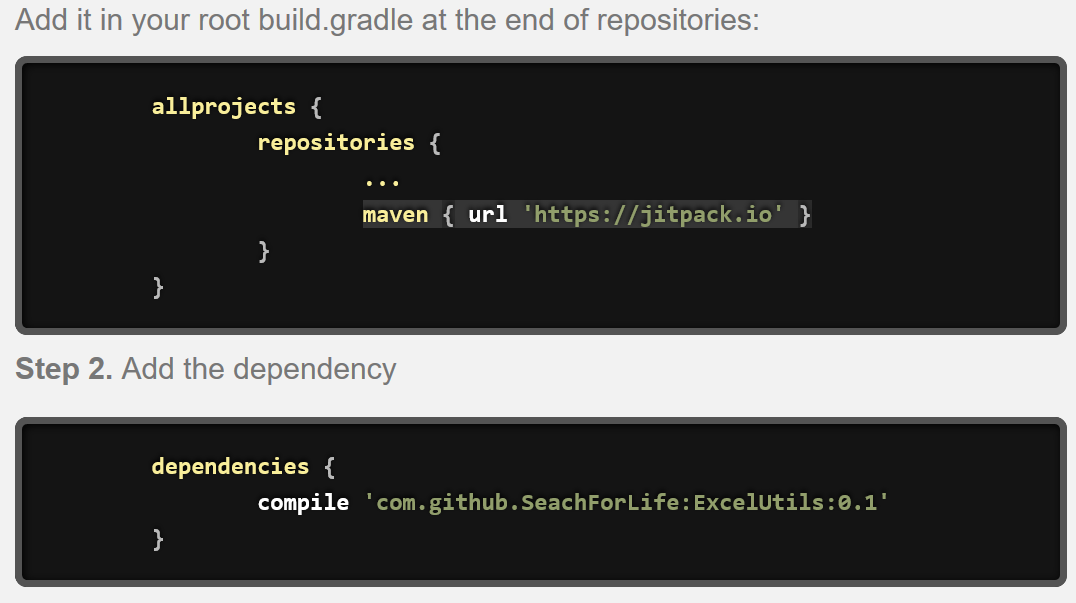 Add it in your root build.gradle at the end of repositories:
allprojects {
repositories {
...
maven { url 'https://jitpack.io' }
}
}
Step 2. Add the dependency
dependencies {
compile 'com.github.SeachForLife:ExcelUtils:0.1'
}